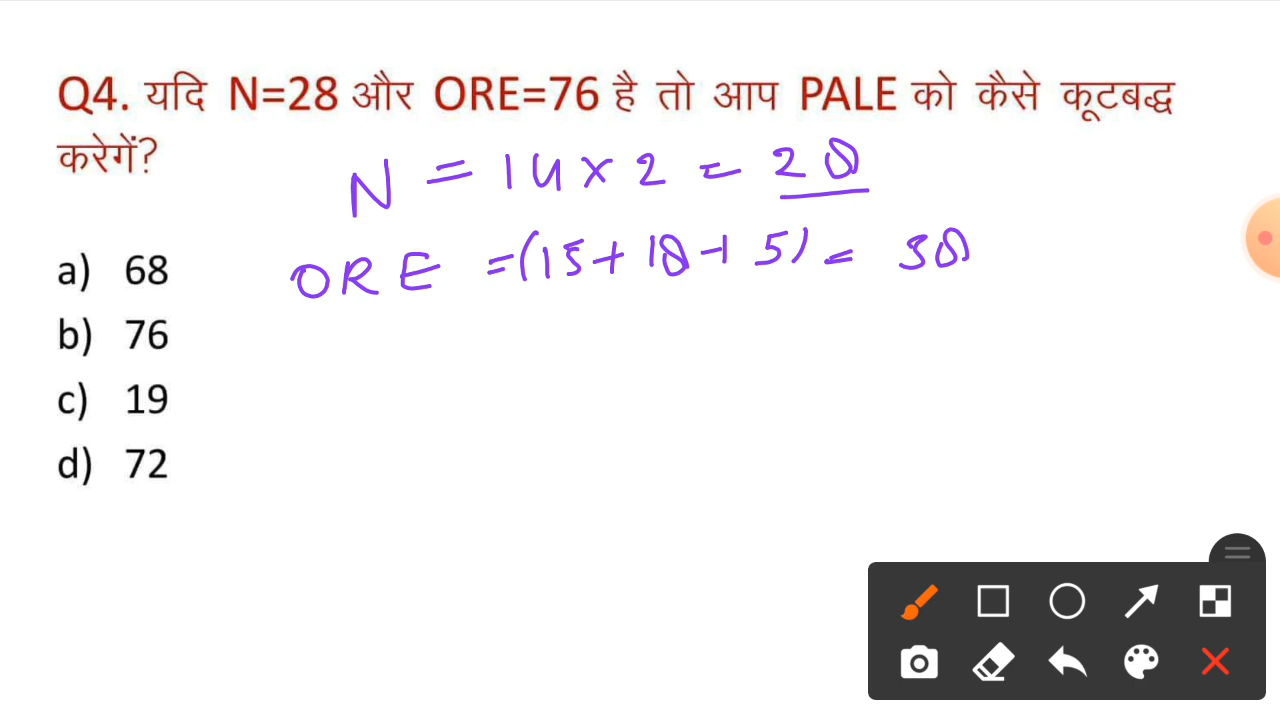 Q4. यदि N=28 और ORE=76 है तो आप PALE को कैसे कूटबद्ध
करेगें?
N = 14 × 2 = 28
ORE = (15 + 18 + 5) = 38
a) 68
b) 76
c) 19
d) 72